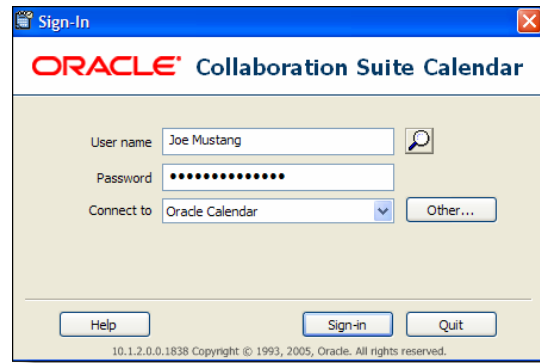 Sign-In
ORACLE® Collaboration Suite Calendar
User name Joe Mustang
Password ••••••••••••••
Connect to Oracle Calendar Other...
Help Sign-in Quit
10.1.2.0.0.1838 Copyright © 1993, 2005, Oracle. All rights reserved.